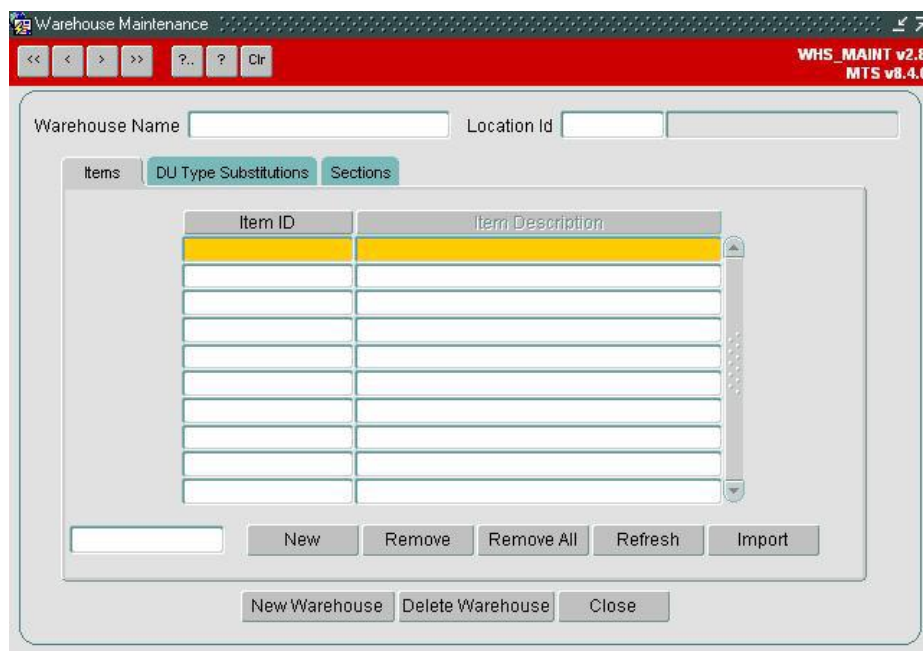 Warehouse Maintenance
<< < > >> ?.. ? Clr
WHS_MAINT v2.8
MTS v8.4.0
Warehouse Name Location Id
Items DU Type Substitutions Sections
Item ID Item Description
New Remove Remove All Refresh Import
New Warehouse Delete Warehouse Close